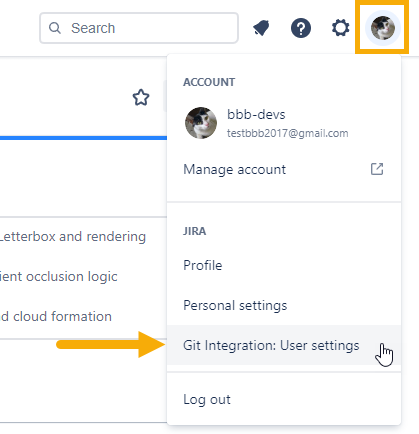 Search
ACCOUNT
bbb-devs
testbbb2017@gmail.com
Manage account
JIRA
Profile
Personal settings
Git Integration: User settings
Log out
Letterbox and rendering
ient occlusion logic
d cloud formation